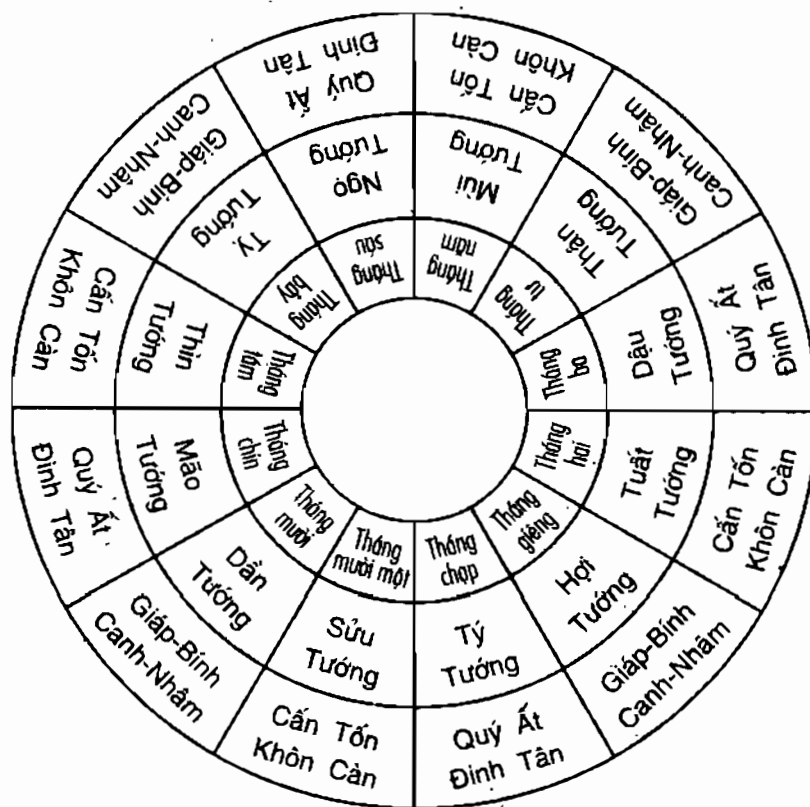 Cấn Tốn
Khôn Càn
Mùi
Tướng
Tháng
năm
Giáp-Bính
Canh-Nhâm
Thân
Tướng
Tháng
tư
Quý Ất
Đinh Tân
Dậu
Tướng
Tháng
ba
Cấn Tốn
Khôn Càn
Tuất
Tướng
Tháng
hai
Giáp-Bính
Canh-Nhâm
Hợi
Tướng
Tháng
giêng
Quý Ất
Đinh Tân
Tý
Tướng
Tháng
chạp
Cấn Tốn
Khôn Càn
Sửu
Tướng
Tháng
mười một
Giáp-Bính
Canh-Nhâm
Dần
Tướng
Tháng
mười
Quý Ất
Đinh Tân
Mão
Tướng
Tháng
chín
Cấn Tốn
Khôn Càn
Thìn
Tướng
Tháng
tám
Giáp-Bính
Canh-Nhâm
Tỵ
Tướng
Tháng
bẩy
Quý Ất
Đinh Tân
Ngọ
Tướng
Tháng
sáu